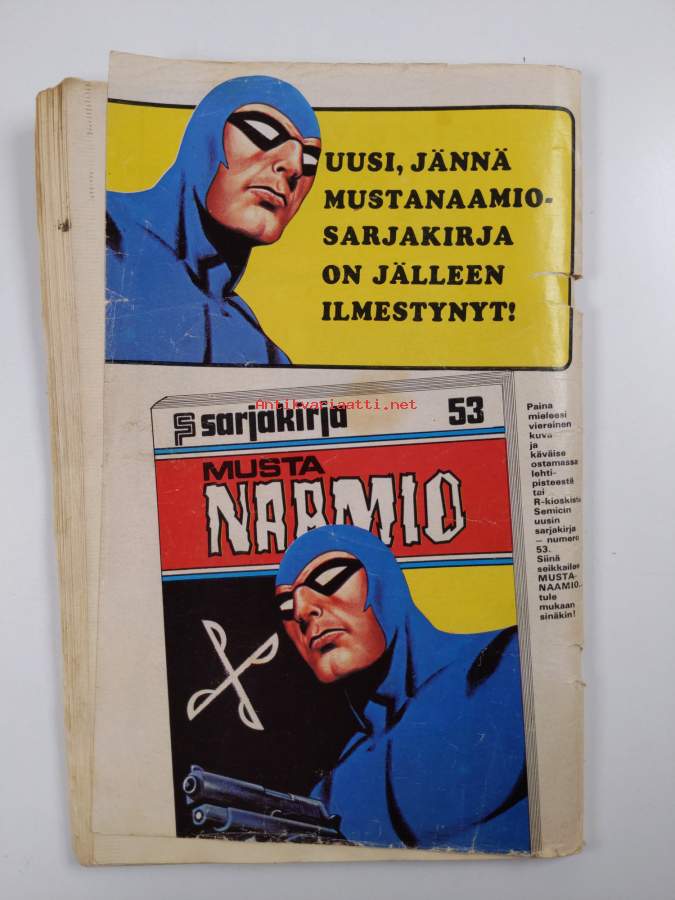 UUSI, JÄNNÄ
MUSTANAAMIO-
SARJAKIRJA
ON JÄLLEEN
ILMESTYNYT!
Antikvariaatti.net
sarjakirja 53
MUSTA
NAAMIO
Paina
mieleesi
viereinen
kuva
ja
käväise
ostamassa
lehti-
pisteestä
tai
R-kioskista
Semicin
uusin
sarjakirja
– numero
53.
Siinä
seikkailee
MUSTA-
NAAMIO...
tule
mukaan
sinäkin!